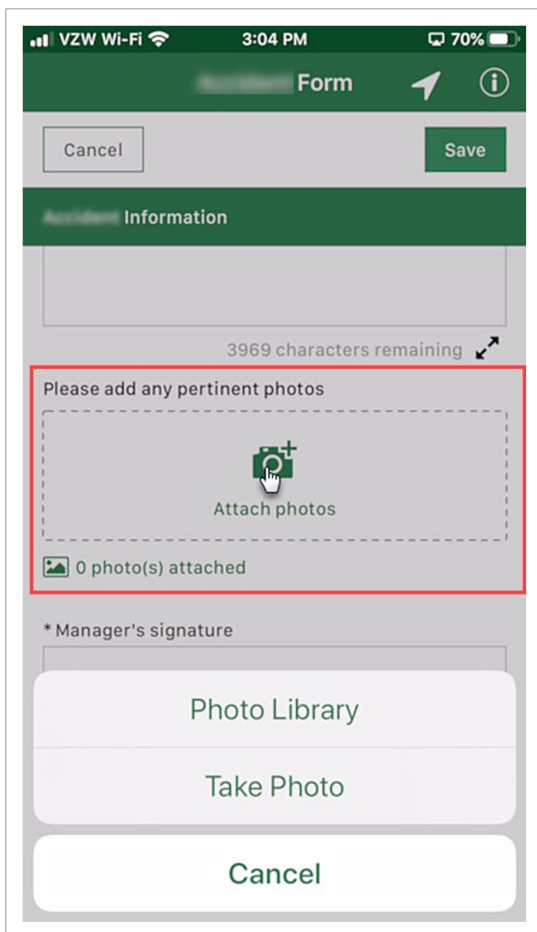 VZW Wi-Fi 3:04 PM 70%
Form
Cancel Save
Information
3969 characters remaining
Please add any pertinent photos
Attach photos
0 photo(s) attached
* Manager's signature
Photo Library
Take Photo
Cancel